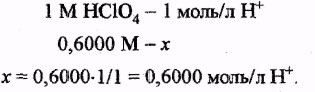 1 М HClO₄ – 1 моль/л H⁺
0,6000 М – x
x = 0,6000·1/1 = 0,6000 моль/л H⁺.